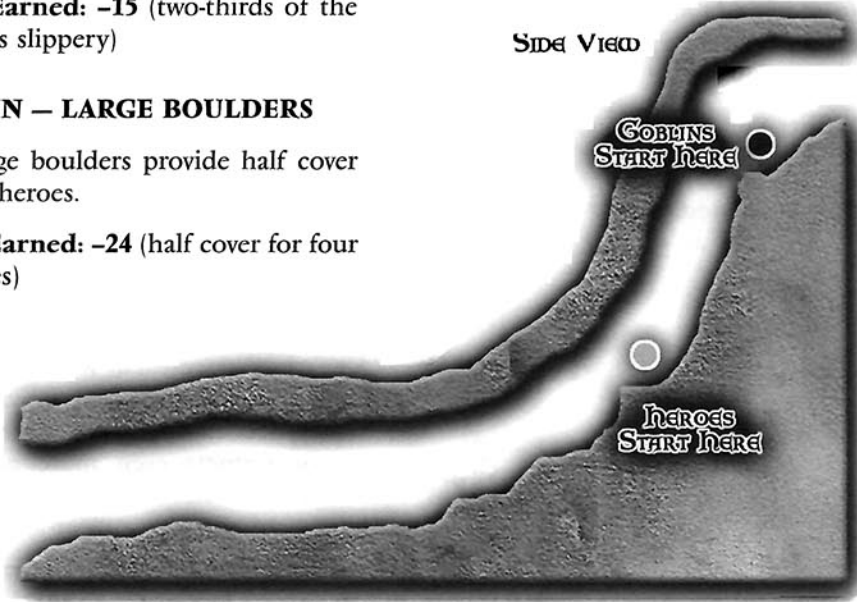 Earned: –15 (two-thirds of the
s slippery)
N — LARGE BOULDERS
ge boulders provide half cover
heroes.
Earned: –24 (half cover for four
es)
Side View
Goblins
Start Here
Heroes
Start Here